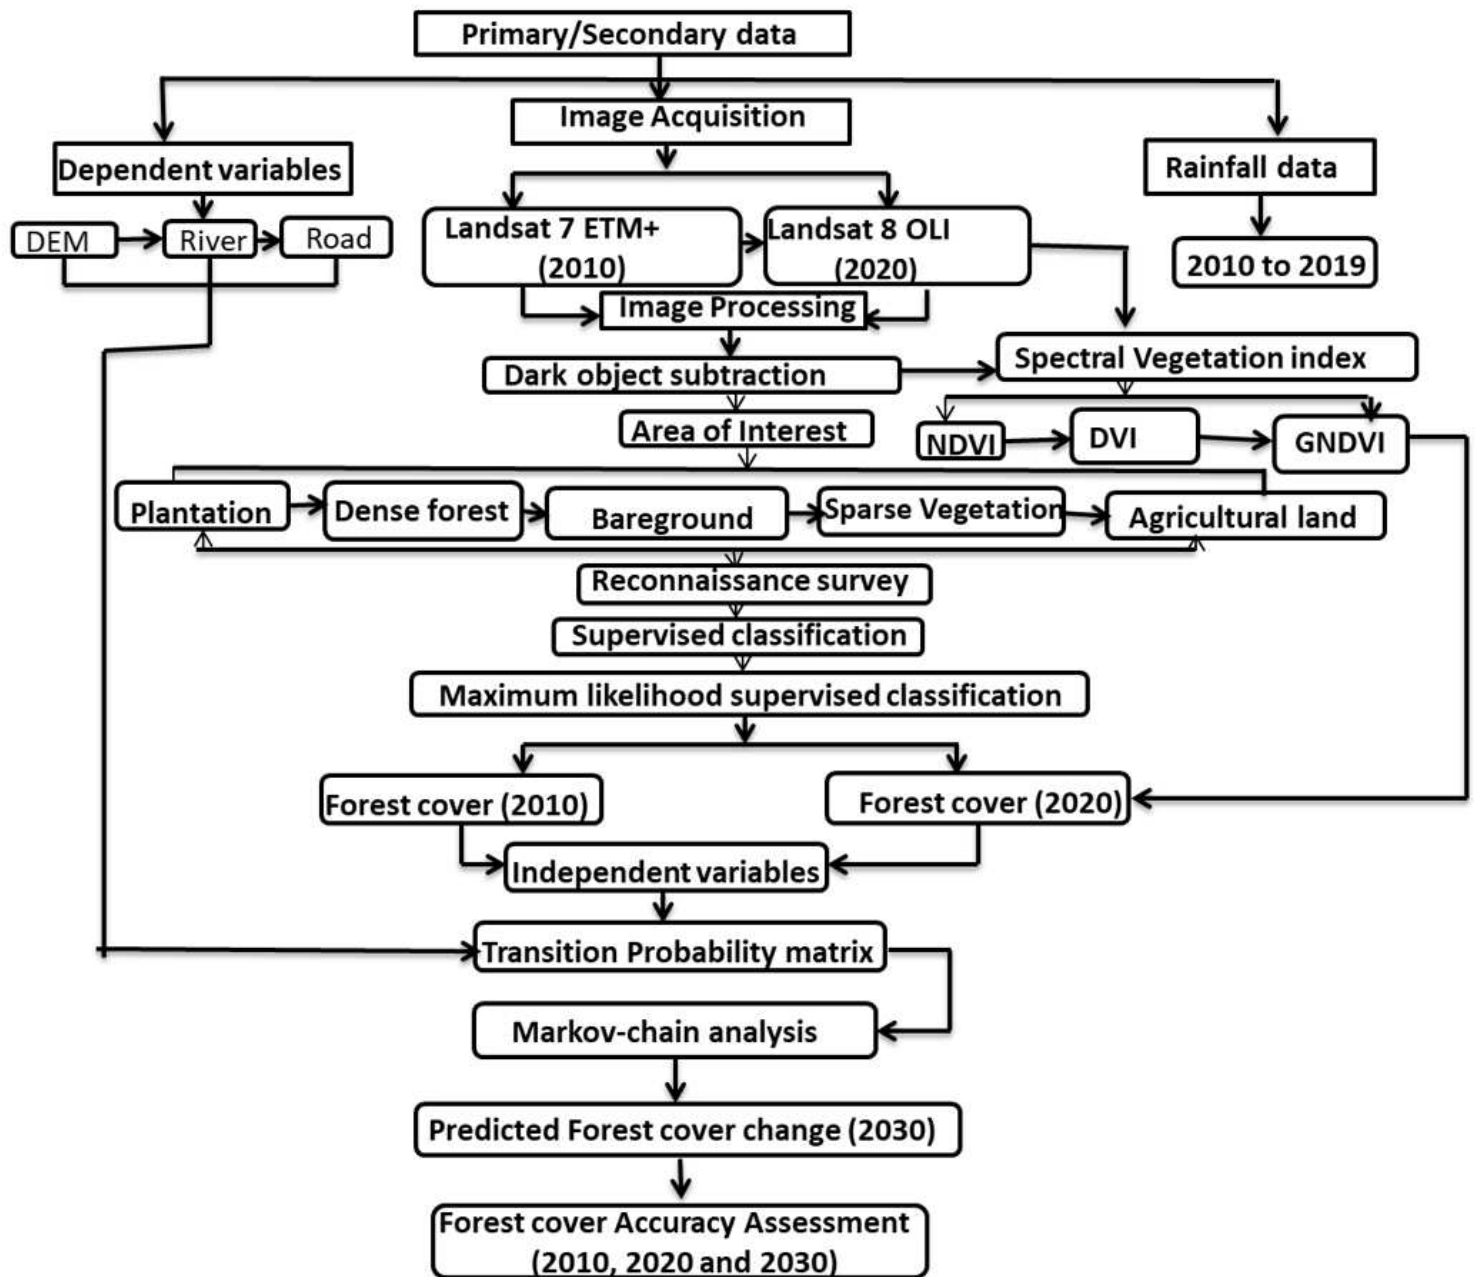 Primary/Secondary data
Image Acquisition
Dependent variables
Rainfall data
DEM
River
Road
Landsat 7 ETM+
(2010)
Landsat 8 OLI
(2020)
2010 to 2019
Image Processing
Dark object subtraction
Spectral Vegetation index
Area of Interest
NDVI
DVI
GNDVI
Plantation
Dense forest
Bareground
Sparse Vegetation
Agricultural land
Reconnaissance survey
Supervised classification
Maximum likelihood supervised classification
Forest cover (2010)
Forest cover (2020)
Independent variables
Transition Probability matrix
Markov-chain analysis
Predicted Forest cover change (2030)
Forest cover Accuracy Assessment
(2010, 2020 and 2030)